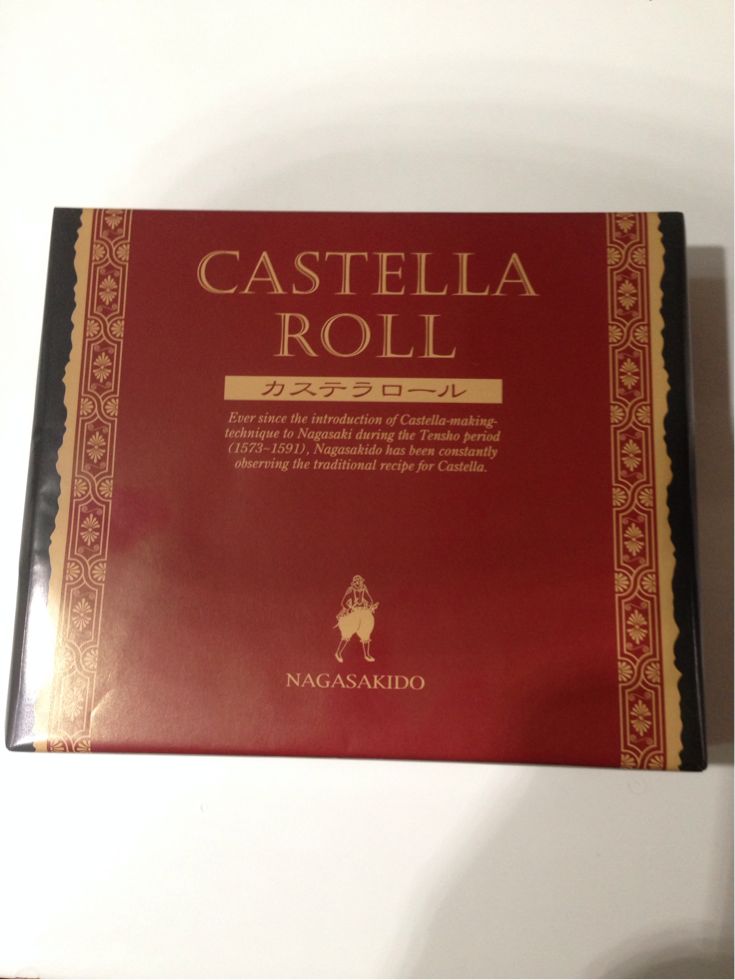 CASTELLA
ROLL
カステラロール
Ever since the introduction of Castella-making-
technique to Nagasaki during the Tensho period
(1573~1591), Nagasakido has been constantly
observing the traditional recipe for Castella.
NAGASAKIDO